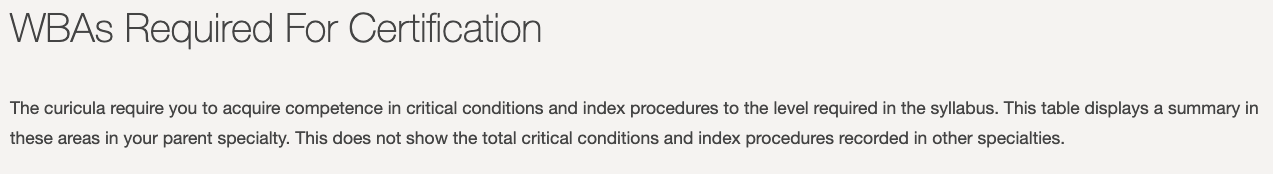 WBAs Required For Certification
The curicula require you to acquire competence in critical conditions and index procedures to the level required in the syllabus. This table displays a summary in
these areas in your parent specialty. This does not show the total critical conditions and index procedures recorded in other specialties.